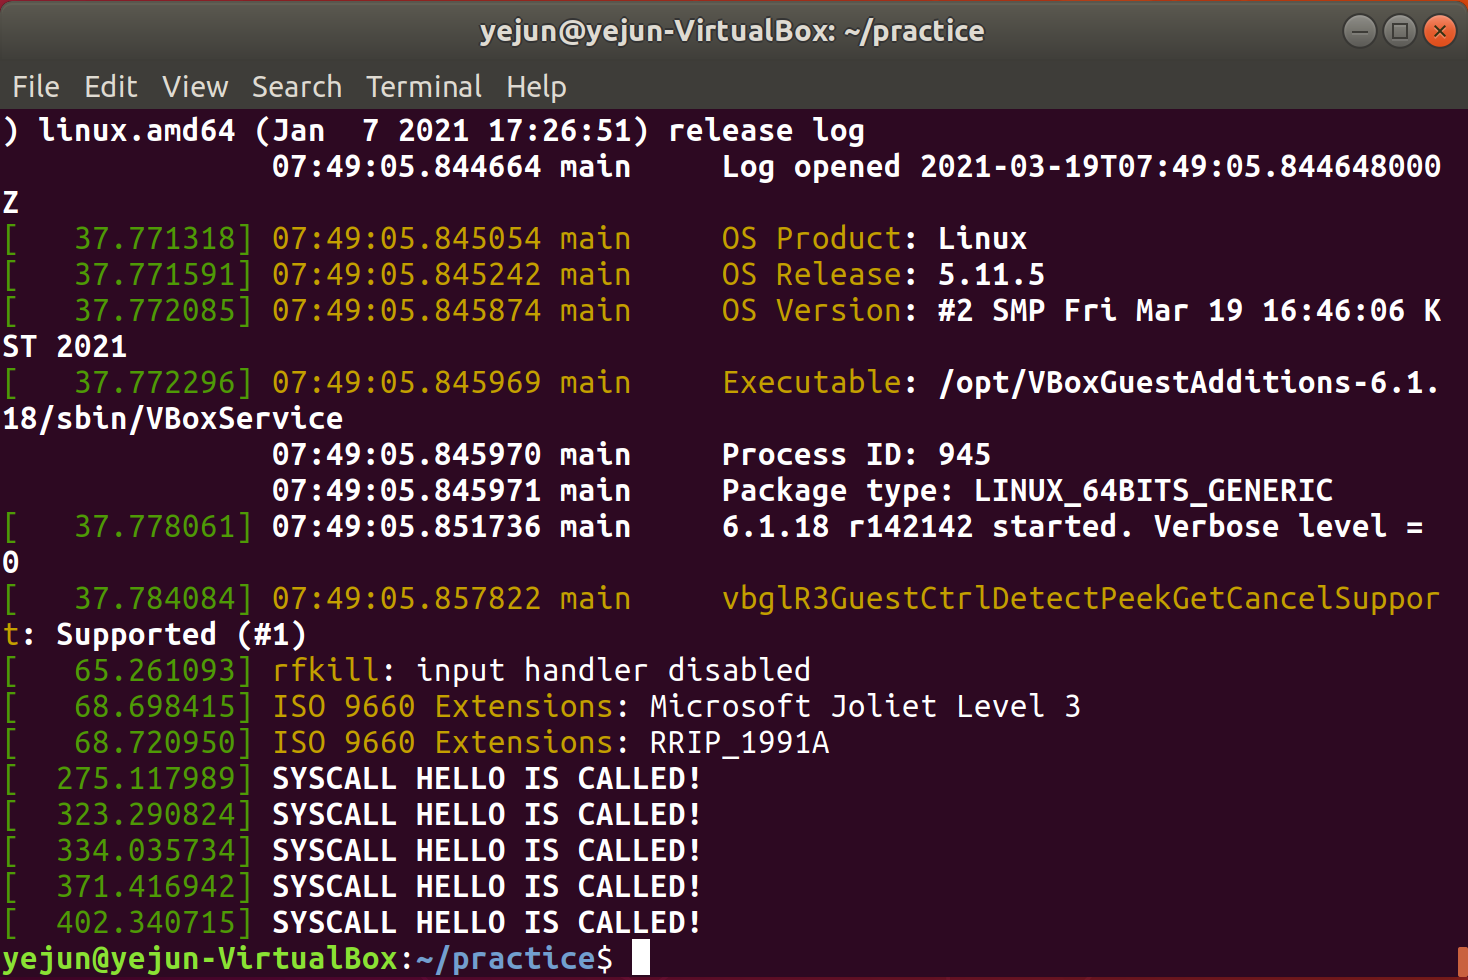 yejun@yejun-VirtualBox: ~/practice
File Edit View Search Terminal Help
) linux.amd64 (Jan  7 2021 17:26:51) release log
               07:49:05.844664 main     Log opened 2021-03-19T07:49:05.844648000
Z
[   37.771318] 07:49:05.845054 main     OS Product: Linux
[   37.771591] 07:49:05.845242 main     OS Release: 5.11.5
[   37.772085] 07:49:05.845874 main     OS Version: #2 SMP Fri Mar 19 16:46:06 K
ST 2021
[   37.772296] 07:49:05.845969 main     Executable: /opt/VBoxGuestAdditions-6.1.
18/sbin/VBoxService
               07:49:05.845970 main     Process ID: 945
               07:49:05.845971 main     Package type: LINUX_64BITS_GENERIC
[   37.778061] 07:49:05.851736 main     6.1.18 r142142 started. Verbose level =
0
[   37.784084] 07:49:05.857822 main     vbglR3GuestCtrlDetectPeekGetCancelSuppor
t: Supported (#1)
[   65.261093] rfkill: input handler disabled
[   68.698415] ISO 9660 Extensions: Microsoft Joliet Level 3
[   68.720950] ISO 9660 Extensions: RRIP_1991A
[  275.117989] SYSCALL HELLO IS CALLED!
[  323.290824] SYSCALL HELLO IS CALLED!
[  334.035734] SYSCALL HELLO IS CALLED!
[  371.416942] SYSCALL HELLO IS CALLED!
[  402.340715] SYSCALL HELLO IS CALLED!
yejun@yejun-VirtualBox:~/practice$